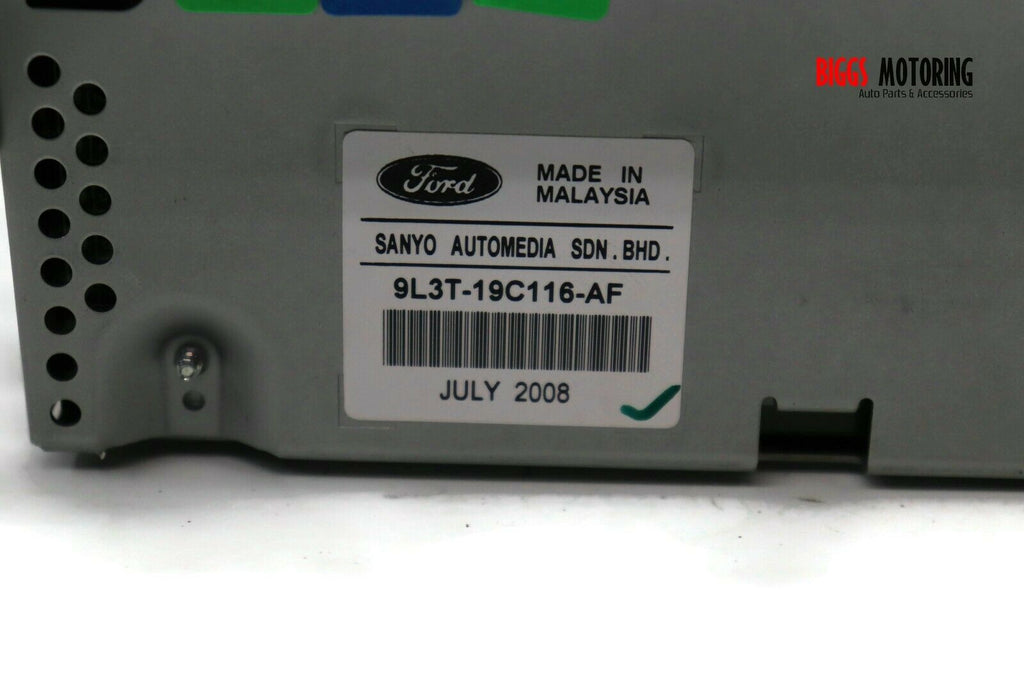 BIGGS MOTORING
Auto Parts & Accessories
Ford
MADE IN
MALAYSIA
SANYO AUTOMEDIA SDN.BHD.
9L3T-19C116-AF
JULY 2008